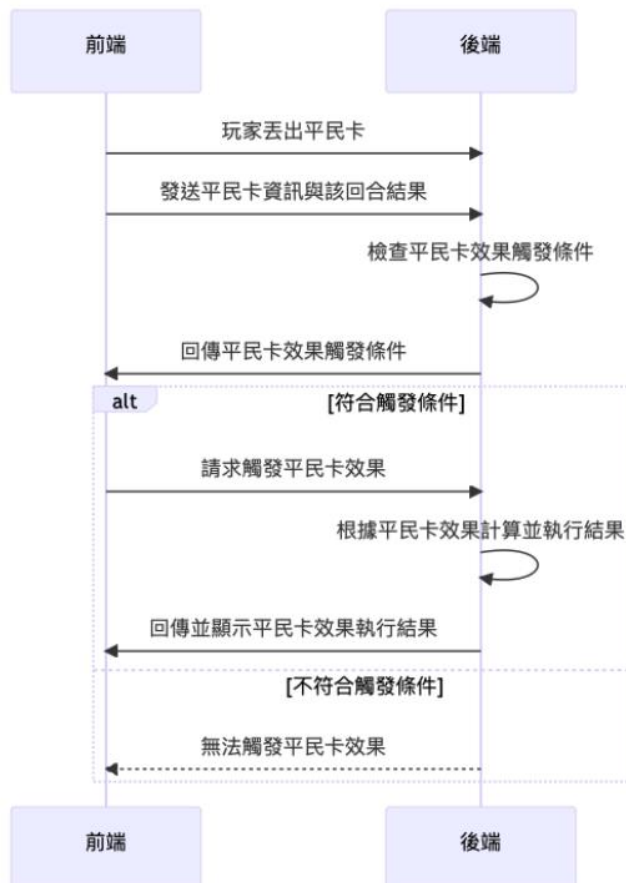 前端
後端
玩家丟出平民卡
發送平民卡資訊與該回合結果
檢查平民卡效果觸發條件
回傳平民卡效果觸發條件
alt
[符合觸發條件]
請求觸發平民卡效果
根據平民卡效果計算並執行結果
回傳並顯示平民卡效果執行結果
[不符合觸發條件]
無法觸發平民卡效果
前端
後端